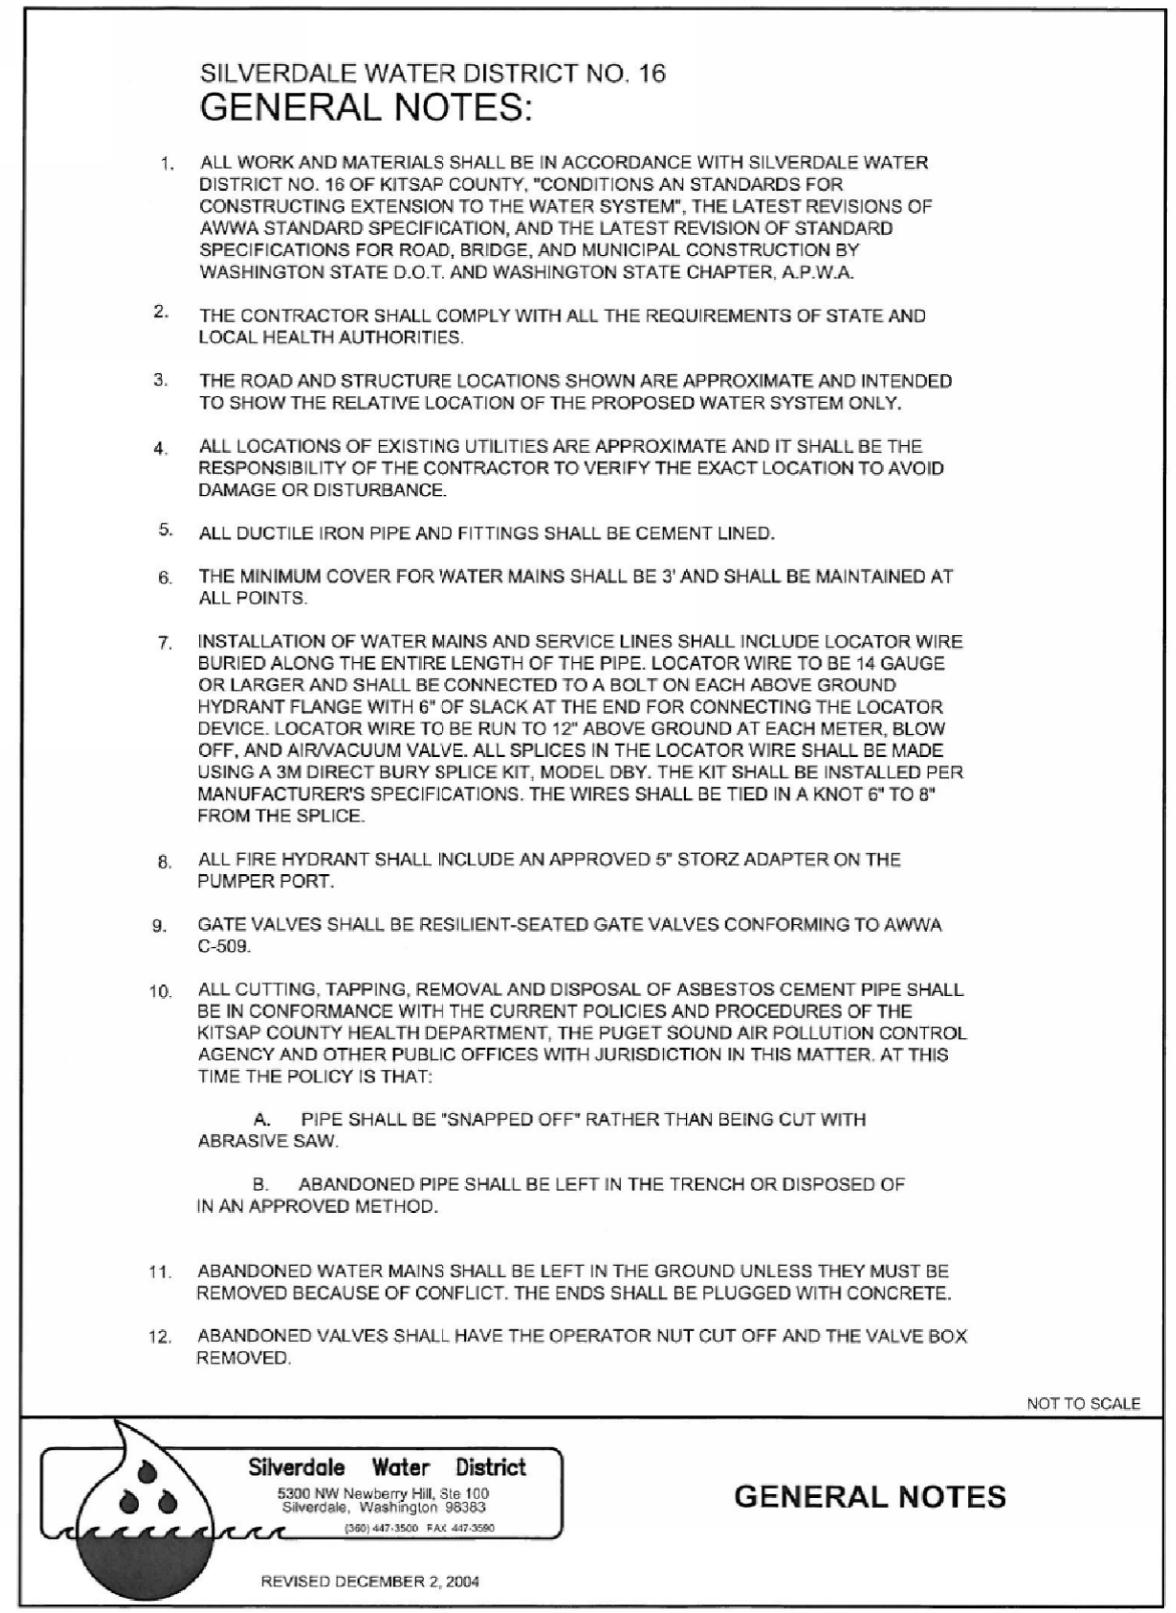 SILVERDALE WATER DISTRICT NO. 16
GENERAL NOTES:
1. ALL WORK AND MATERIALS SHALL BE IN ACCORDANCE WITH SILVERDALE WATER
DISTRICT NO. 16 OF KITSAP COUNTY, "CONDITIONS AN STANDARDS FOR
CONSTRUCTING EXTENSION TO THE WATER SYSTEM", THE LATEST REVISIONS OF
AWWA STANDARD SPECIFICATION, AND THE LATEST REVISION OF STANDARD
SPECIFICATIONS FOR ROAD, BRIDGE, AND MUNICIPAL CONSTRUCTION BY
WASHINGTON STATE D.O.T. AND WASHINGTON STATE CHAPTER, A.P.W.A.
2. THE CONTRACTOR SHALL COMPLY WITH ALL THE REQUIREMENTS OF STATE AND
LOCAL HEALTH AUTHORITIES.
3. THE ROAD AND STRUCTURE LOCATIONS SHOWN ARE APPROXIMATE AND INTENDED
TO SHOW THE RELATIVE LOCATION OF THE PROPOSED WATER SYSTEM ONLY.
4. ALL LOCATIONS OF EXISTING UTILITIES ARE APPROXIMATE AND IT SHALL BE THE
RESPONSIBILITY OF THE CONTRACTOR TO VERIFY THE EXACT LOCATION TO AVOID
DAMAGE OR DISTURBANCE.
5. ALL DUCTILE IRON PIPE AND FITTINGS SHALL BE CEMENT LINED.
6. THE MINIMUM COVER FOR WATER MAINS SHALL BE 3' AND SHALL BE MAINTAINED AT
ALL POINTS.
7. INSTALLATION OF WATER MAINS AND SERVICE LINES SHALL INCLUDE LOCATOR WIRE
BURIED ALONG THE ENTIRE LENGTH OF THE PIPE. LOCATOR WIRE TO BE 14 GAUGE
OR LARGER AND SHALL BE CONNECTED TO A BOLT ON EACH ABOVE GROUND
HYDRANT FLANGE WITH 6" OF SLACK AT THE END FOR CONNECTING THE LOCATOR
DEVICE. LOCATOR WIRE TO BE RUN TO 12" ABOVE GROUND AT EACH METER, BLOW
OFF, AND AIR/VACUUM VALVE. ALL SPLICES IN THE LOCATOR WIRE SHALL BE MADE
USING A 3M DIRECT BURY SPLICE KIT, MODEL DBY. THE KIT SHALL BE INSTALLED PER
MANUFACTURER'S SPECIFICATIONS. THE WIRES SHALL BE TIED IN A KNOT 6" TO 8"
FROM THE SPLICE.
8. ALL FIRE HYDRANT SHALL INCLUDE AN APPROVED 5" STORZ ADAPTER ON THE
PUMPER PORT.
9. GATE VALVES SHALL BE RESILIENT-SEATED GATE VALVES CONFORMING TO AWWA
C-509.
10. ALL CUTTING, TAPPING, REMOVAL AND DISPOSAL OF ASBESTOS CEMENT PIPE SHALL
BE IN CONFORMANCE WITH THE CURRENT POLICIES AND PROCEDURES OF THE
KITSAP COUNTY HEALTH DEPARTMENT, THE PUGET SOUND AIR POLLUTION CONTROL
AGENCY AND OTHER PUBLIC OFFICES WITH JURISDICTION IN THIS MATTER. AT THIS
TIME THE POLICY IS THAT:
A. PIPE SHALL BE "SNAPPED OFF" RATHER THAN BEING CUT WITH
ABRASIVE SAW.
B. ABANDONED PIPE SHALL BE LEFT IN THE TRENCH OR DISPOSED OF
IN AN APPROVED METHOD.
11. ABANDONED WATER MAINS SHALL BE LEFT IN THE GROUND UNLESS THEY MUST BE
REMOVED BECAUSE OF CONFLICT. THE ENDS SHALL BE PLUGGED WITH CONCRETE.
12. ABANDONED VALVES SHALL HAVE THE OPERATOR NUT CUT OFF AND THE VALVE BOX
REMOVED.
NOT TO SCALE
Silverdale Water District
5300 NW Newberry Hill, Ste 100
Silverdale, Washington 98383
(360) 447-3500 FAX 447-3590
GENERAL NOTES
REVISED DECEMBER 2, 2004